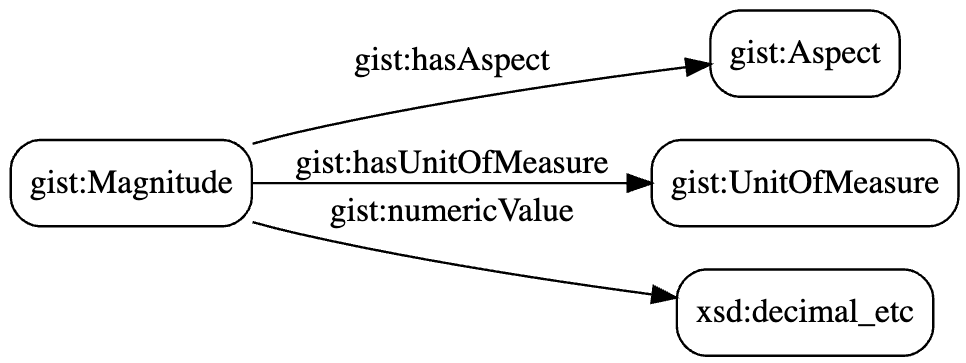 gist:hasAspect
gist:Aspect
gist:Magnitude
gist:hasUnitOfMeasure
gist:UnitOfMeasure
gist:numericValue
xsd:decimal_etc